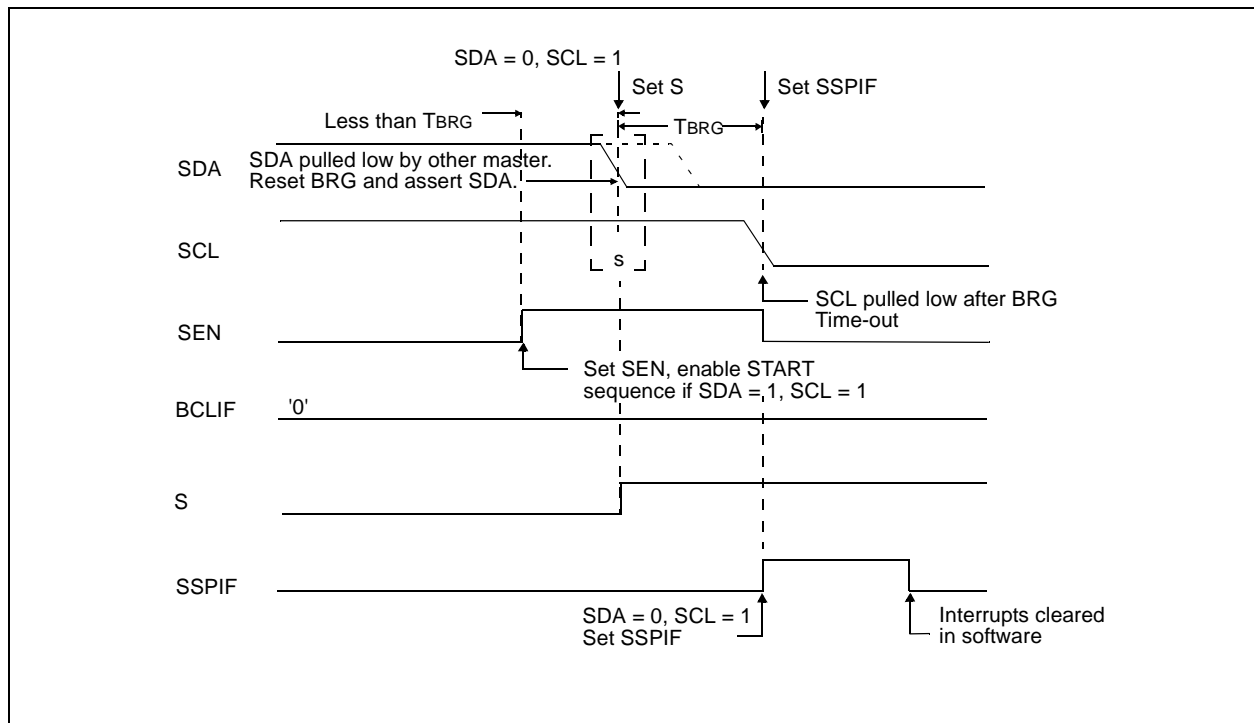 SDA = 0, SCL = 1
Set S
Set SSPIF
Less than TBRG
TBRG
SDA
SDA pulled low by other master.
Reset BRG and assert SDA.
SCL
s
SCL pulled low after BRG
Time-out
SEN
Set SEN, enable START
sequence if SDA = 1, SCL = 1
BCLIF
'0'
S
SSPIF
SDA = 0, SCL = 1
Set SSPIF
Interrupts cleared
in software